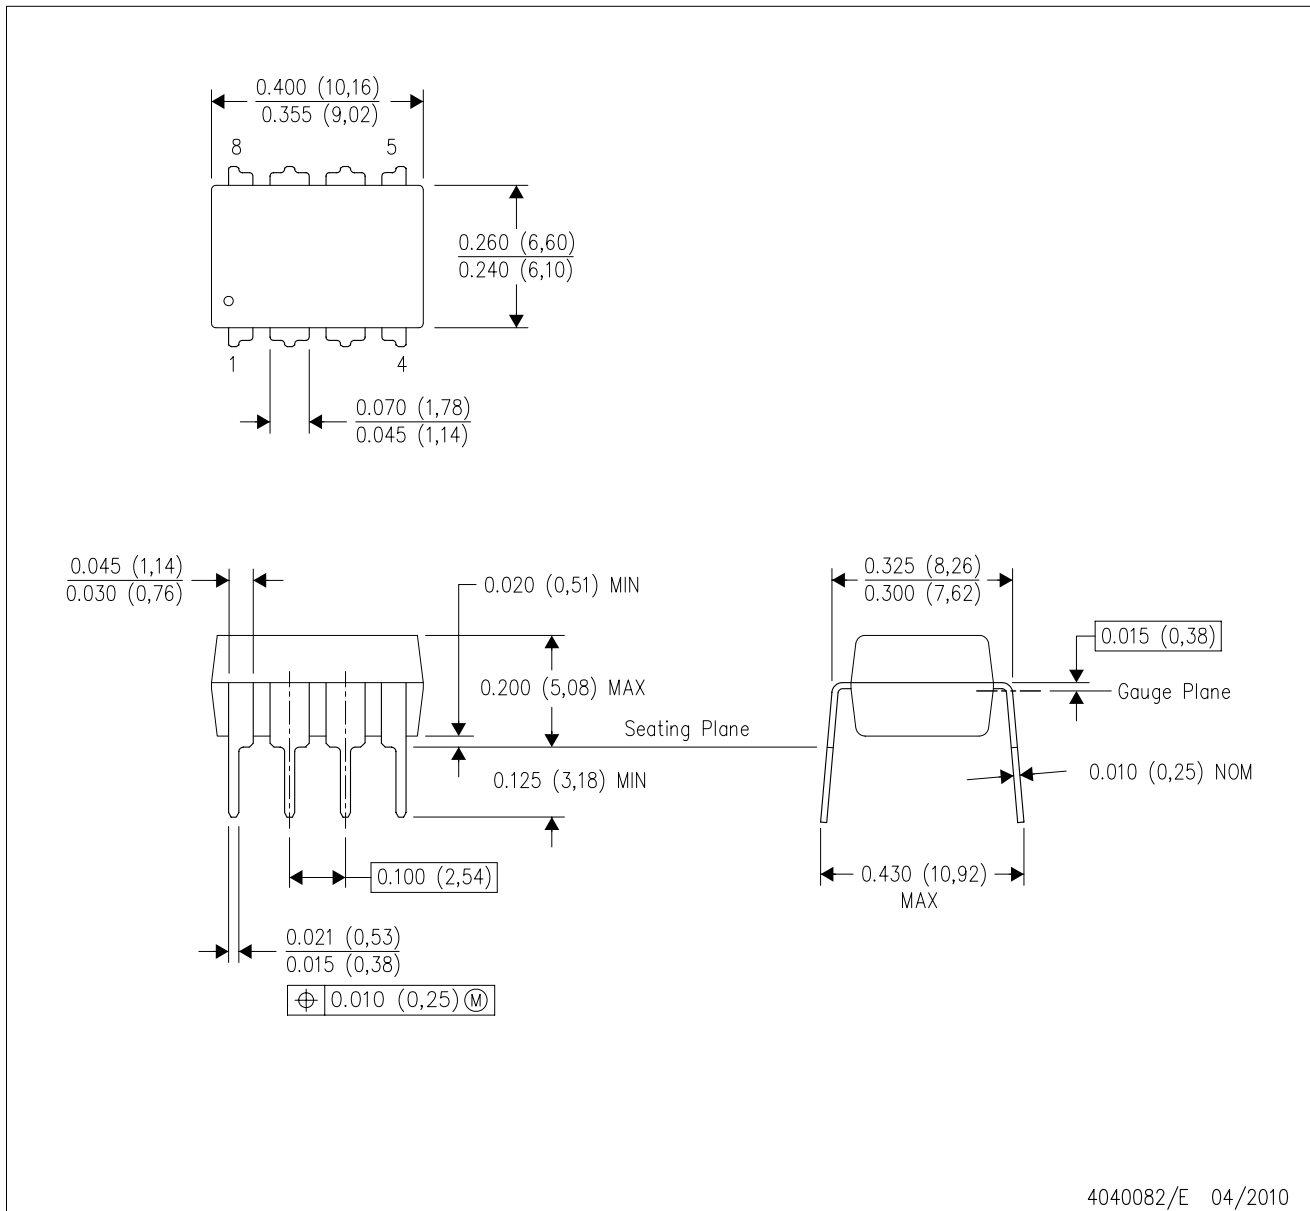 0.400 (10,16)
0.355 (9,02)
8
5
0.260 (6,60)
0.240 (6,10)
1
4
0.070 (1,78)
0.045 (1,14)
0.045 (1,14)
0.030 (0,76)
0.020 (0,51) MIN
0.325 (8,26)
0.300 (7,62)
0.015 (0,38)
0.200 (5,08) MAX
Gauge Plane
Seating Plane
0.125 (3,18) MIN
0.010 (0,25) NOM
0.100 (2,54)
0.430 (10,92)
MAX
0.021 (0,53)
0.015 (0,38)
⌖ 0.010 (0,25) Ⓜ
4040082/E 04/2010